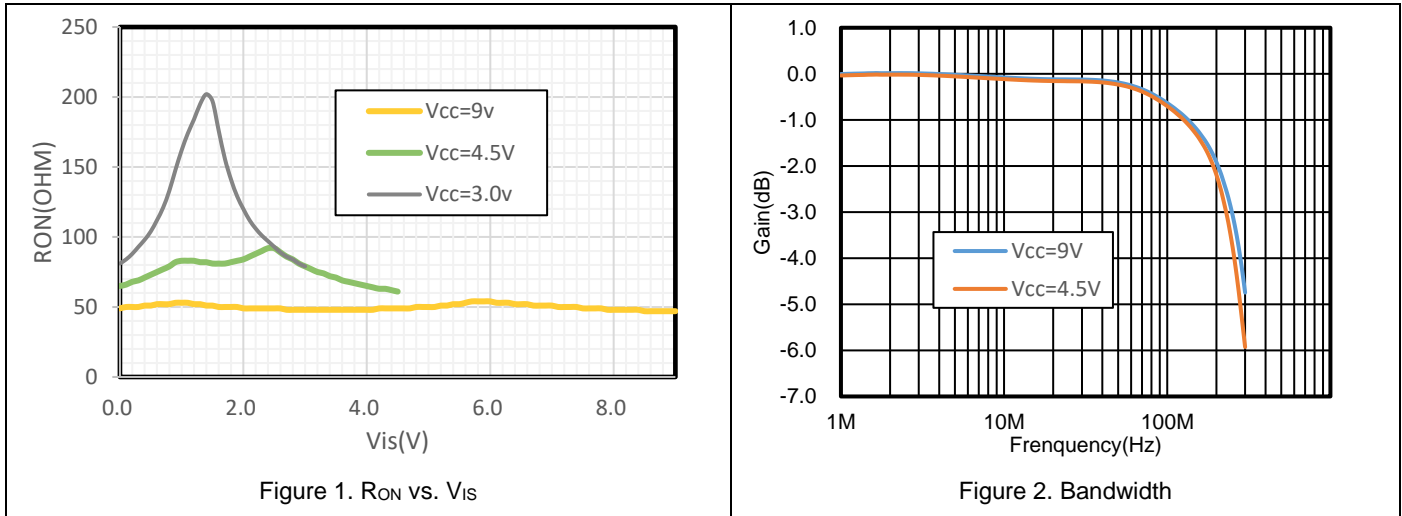 250
200
150
100
50
0
RON(OHM)
Vcc=9v
Vcc=4.5V
Vcc=3.0v
0.0 2.0 4.0 6.0 8.0
Vis(V)
Figure 1. RON vs. VIS
1.0
0.0
-1.0
-2.0
-3.0
-4.0
-5.0
-6.0
-7.0
Gain(dB)
Vcc=9V
Vcc=4.5V
1M 10M 100M
Frenquency(Hz)
Figure 2. Bandwidth